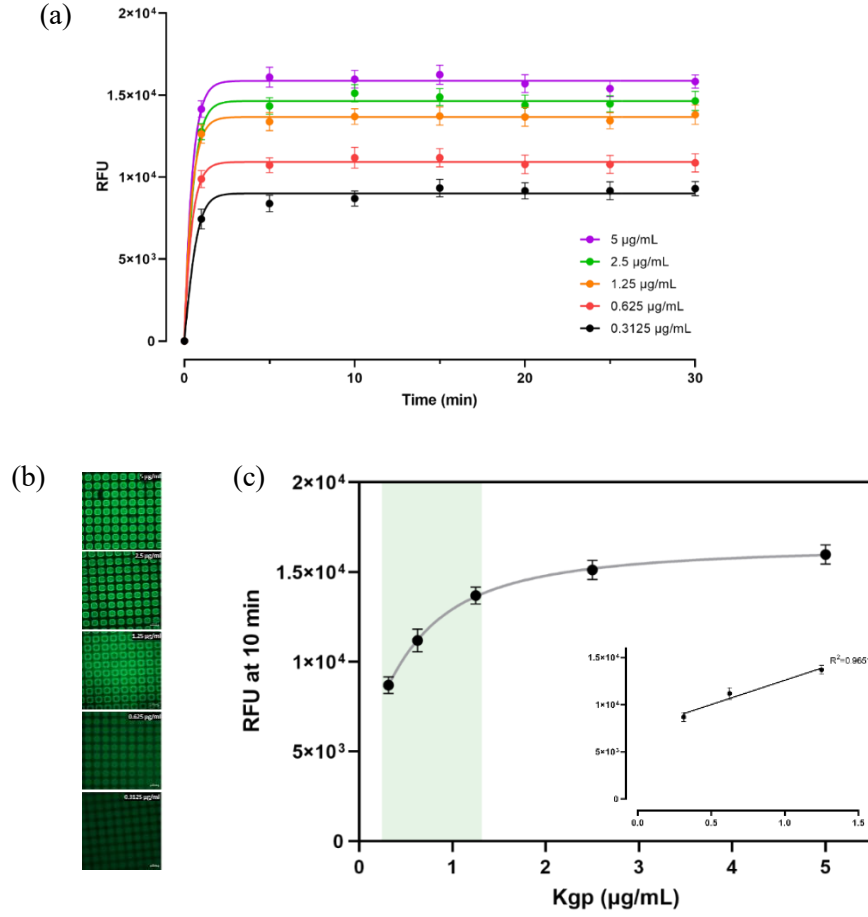 (a)
2×10⁴
1.5×10⁴
1×10⁴
5×10³
0
RFU
0
10
20
30
Time (min)
5 µg/mL
2.5 µg/mL
1.25 µg/mL
0.625 µg/mL
0.3125 µg/mL
(b)
2.5 µg/ml
1.25 µg/ml
0.625 µg/ml
0.3125 µg/ml
(c)
2×10⁴
1.5×10⁴
1×10⁴
5×10³
0
RFU at 10 min
0
1
2
3
4
5
Kgp (µg/mL)
1.5×10⁴
1×10⁴
5×10³
0
0.0
0.5
1.0
1.5